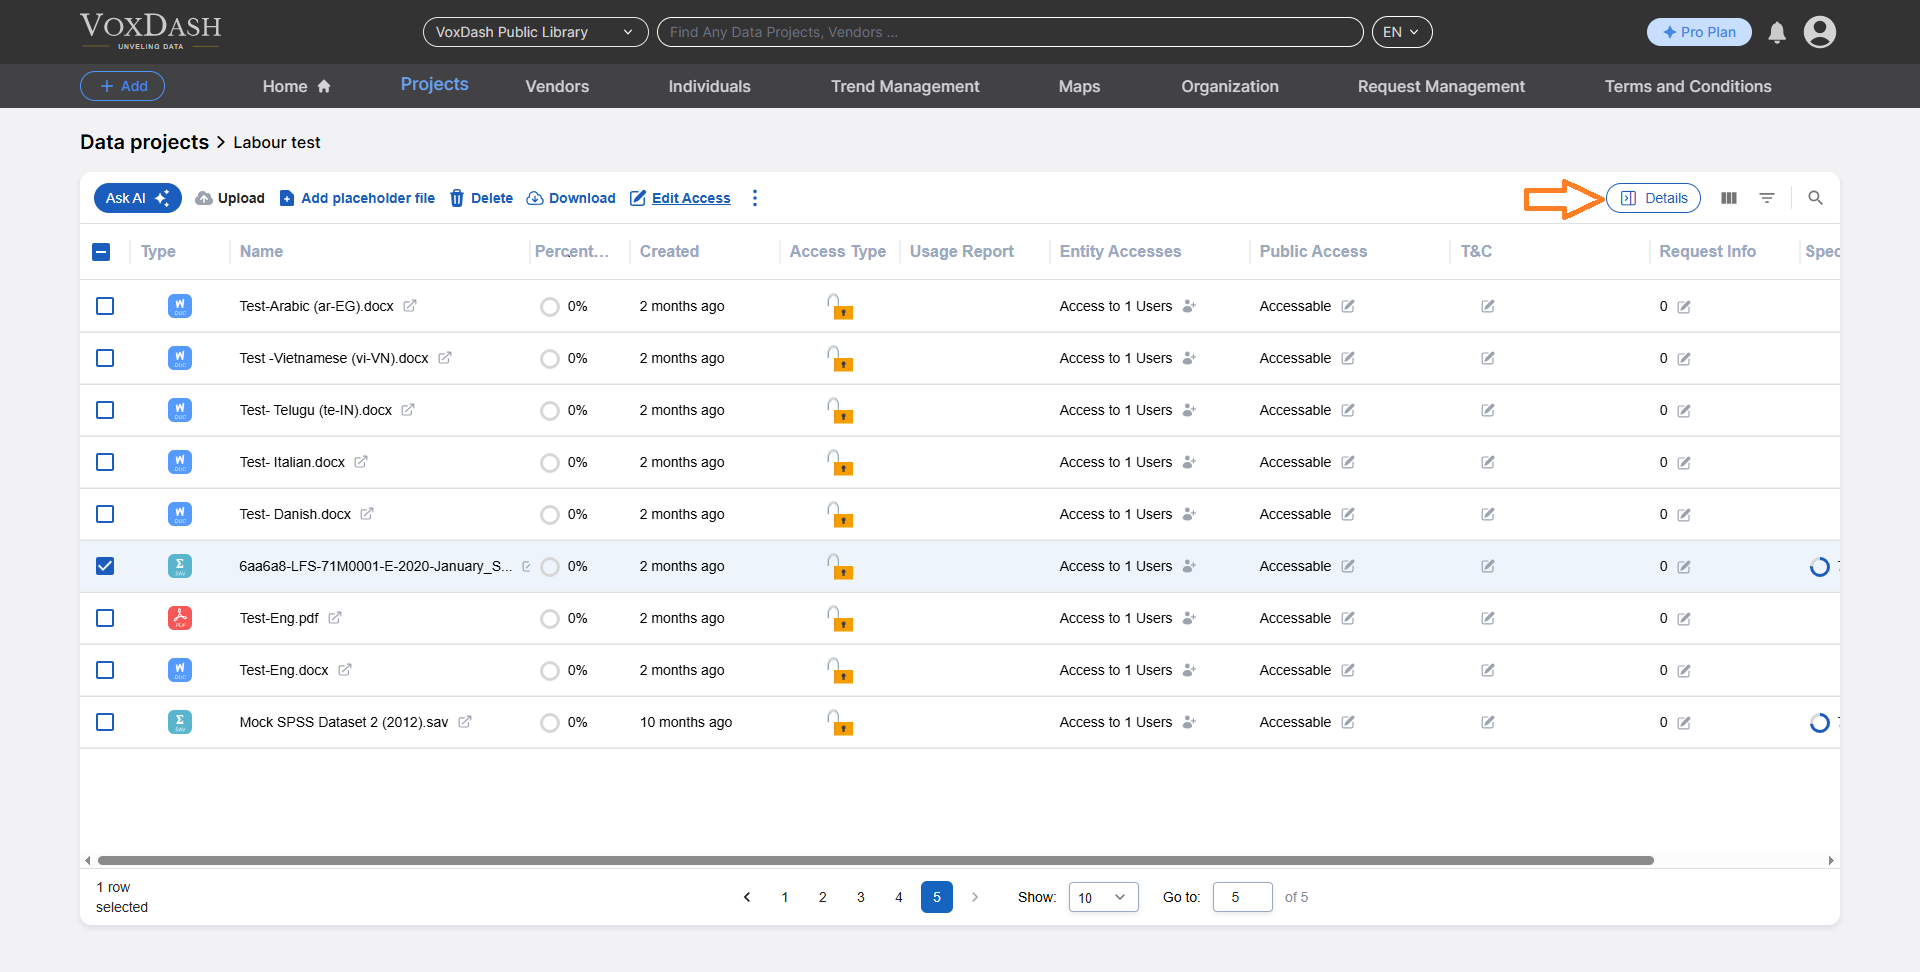 VOXDASH
UNVELING DATA
VoxDash Public Library
Find Any Data Projects, Vendors ...
EN
Pro Plan
+ Add
Home
Projects
Vendors
Individuals
Trend Management
Maps
Organization
Request Management
Terms and Conditions
Data projects > Labour test
Ask AI
Upload
Add placeholder file
Delete
Download
Edit Access
Details
Type Name Percent... Created Access Type Usage Report Entity Accesses Public Access T&C Request Info Spec
W DOC Test-Arabic (ar-EG).docx 0% 2 months ago Access to 1 Users Accessable 0
W DOC Test -Vietnamese (vi-VN).docx 0% 2 months ago Access to 1 Users Accessable 0
W DOC Test- Telugu (te-IN).docx 0% 2 months ago Access to 1 Users Accessable 0
W DOC Test- Italian.docx 0% 2 months ago Access to 1 Users Accessable 0
W DOC Test- Danish.docx 0% 2 months ago Access to 1 Users Accessable 0
Σ SAV 6aa6a8-LFS-71M0001-E-2020-January_S... 0% 2 months ago Access to 1 Users Accessable 0
PDF Test-Eng.pdf 0% 2 months ago Access to 1 Users Accessable 0
W DOC Test-Eng.docx 0% 2 months ago Access to 1 Users Accessable 0
Σ SAV Mock SPSS Dataset 2 (2012).sav 0% 10 months ago Access to 1 Users Accessable 0
1 row
selected
1 2 3 4 5
Show: 10
Go to: 5 of 5